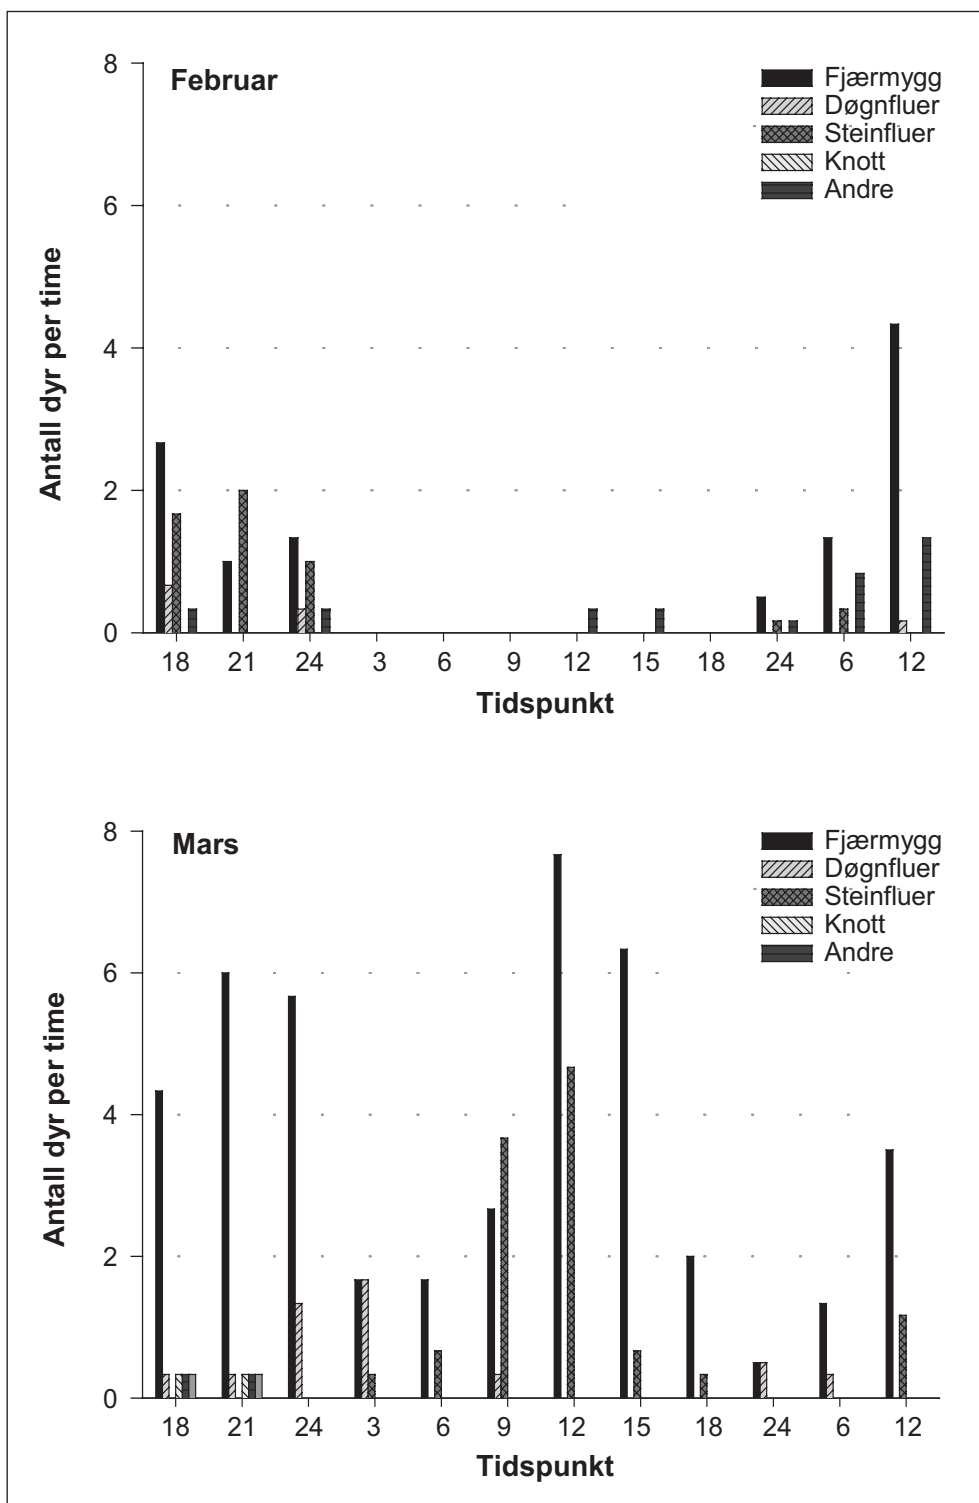 Februar
Fjærmygg
Døgnfluer
Steinfluer
Knott
Andre
Antall dyr per time
8
6
4
2
0
18 21 24 3 6 9 12 15 18 24 6 12
Tidspunkt
Mars
Fjærmygg
Døgnfluer
Steinfluer
Knott
Andre
Antall dyr per time
8
6
4
2
0
18 21 24 3 6 9 12 15 18 24 6 12
Tidspunkt